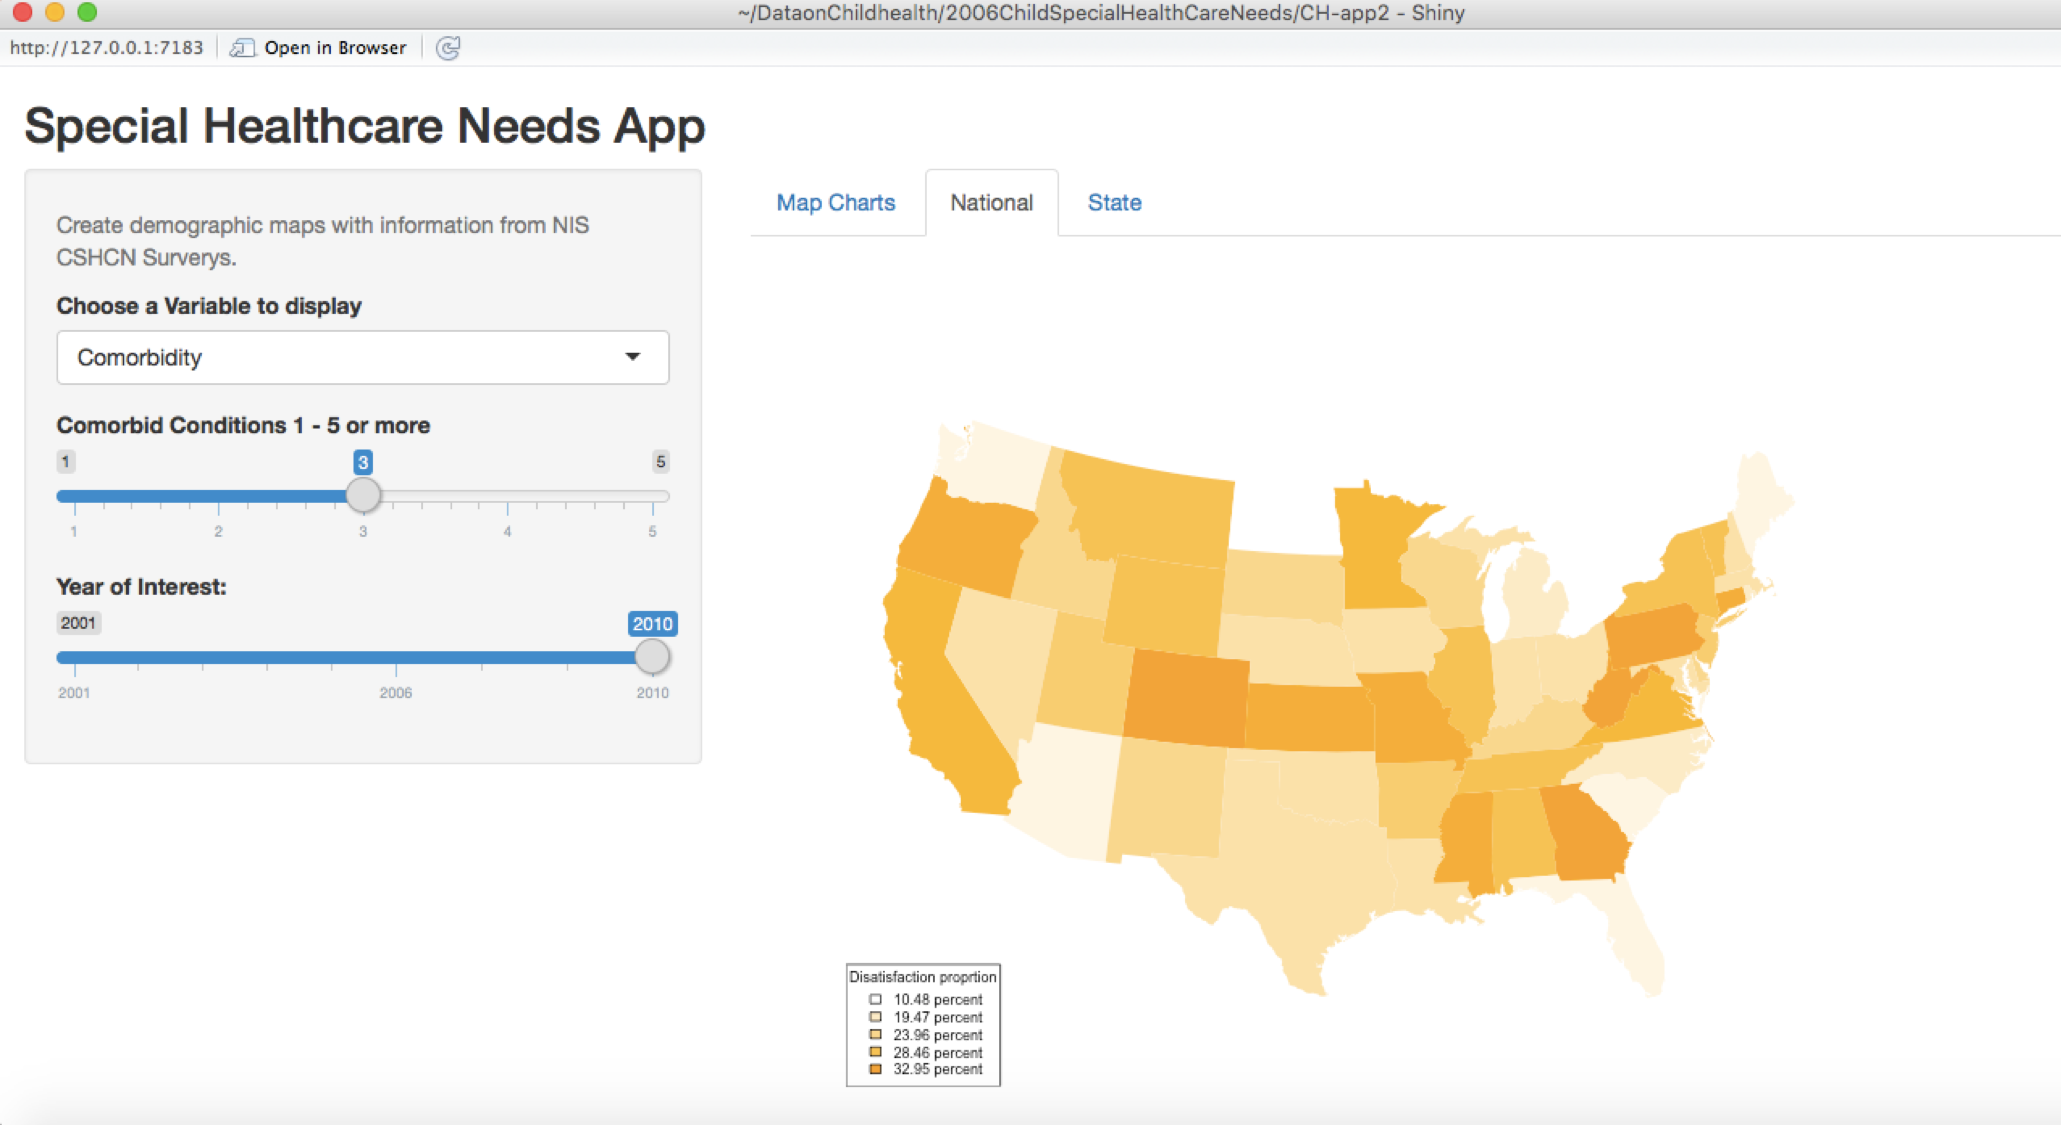 ~/DataonChildhealth/2006ChildSpecialHealthCareNeeds/CH-app2 - Shiny
http://127.0.0.1:7183 Open in Browser
Special Healthcare Needs App
Create demographic maps with information from NIS
CSHCN Surverys.
Choose a Variable to display
Comorbidity
Comorbid Conditions 1 - 5 or more
1 3 5
1 2 3 4 5
Year of Interest:
2001 2010
2001 2006 2010
Map Charts National State
Disatisfaction proprtion
10.48 percent
19.47 percent
23.96 percent
28.46 percent
32.95 percent